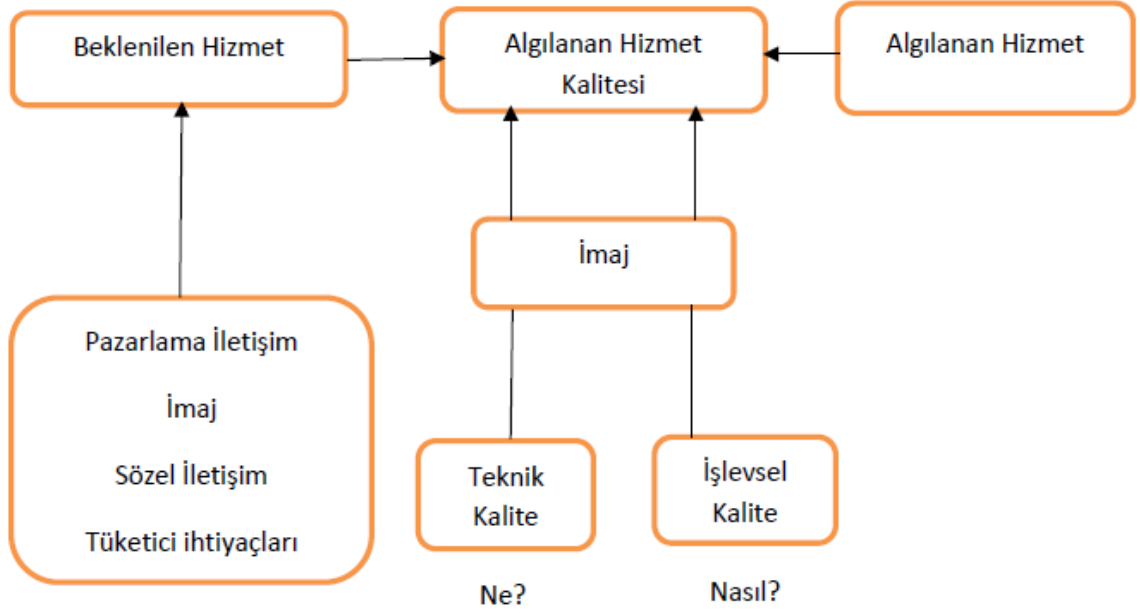 Beklenilen Hizmet
Algılanan Hizmet
Kalitesi
Algılanan Hizmet
İmaj
Pazarlama İletişim
İmaj
Sözel İletişim
Tüketici ihtiyaçları
Teknik
Kalite
İşlevsel
Kalite
Ne?
Nasıl?